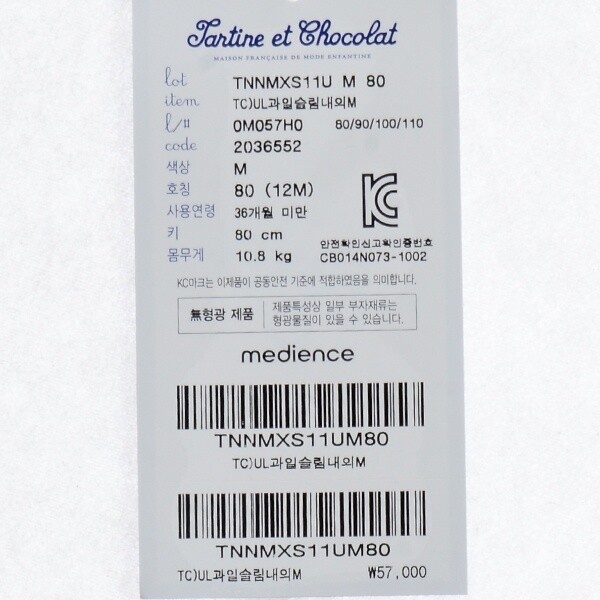 Tartine et Chocolat
MAISON FRANÇAISE DE MODE ENFANTINE
lot TNNMXS11U M 80
item TC)UL과일슬림내의M
l/# 0M057H0 80/90/100/110
code 2036552
색상 M
호칭 80 (12M)
사용연령 36개월 미만
키 80 cm
몸무게 10.8 kg
안전확인신고확인증번호
CB014N073-1002
KC마크는 이제품이 공동안전 기준에 적합하였음을 의미합니다.
無형광 제품
제품특성상 일부 부자재류는
형광물질이 있을 수 있습니다.
medience
TNNMXS11UM80
TC)UL과일슬림내의M
TNNMXS11UM80
TC)UL과일슬림내의M ₩57,000